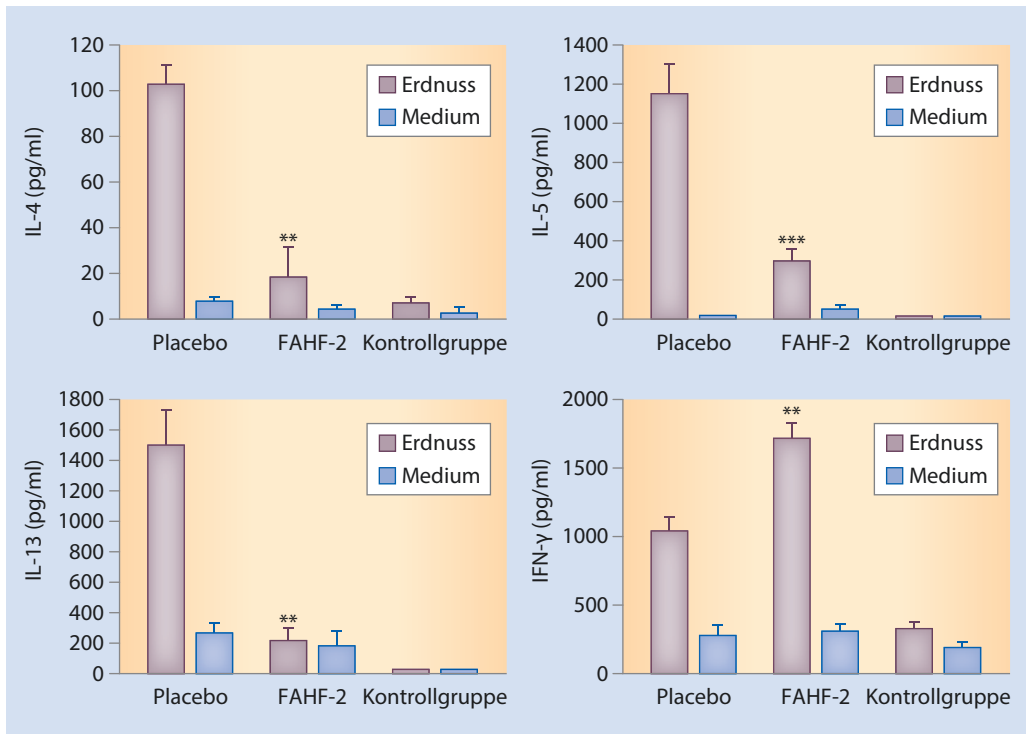 IL-4 (pg/ml)
120
100
80
60
40
20
0
Erdnuss
Medium
**
Placebo
FAHF-2
Kontrollgruppe
IL-5 (pg/ml)
1400
1200
1000
800
600
400
200
0
Erdnuss
Medium
***
Placebo
FAHF-2
Kontrollgruppe
IL-13 (pg/ml)
1800
1600
1400
1200
1000
800
600
400
200
0
Erdnuss
Medium
**
Placebo
FAHF-2
Kontrollgruppe
IFN-γ (pg/ml)
2000
1500
1000
500
0
Erdnuss
Medium
**
Placebo
FAHF-2
Kontrollgruppe